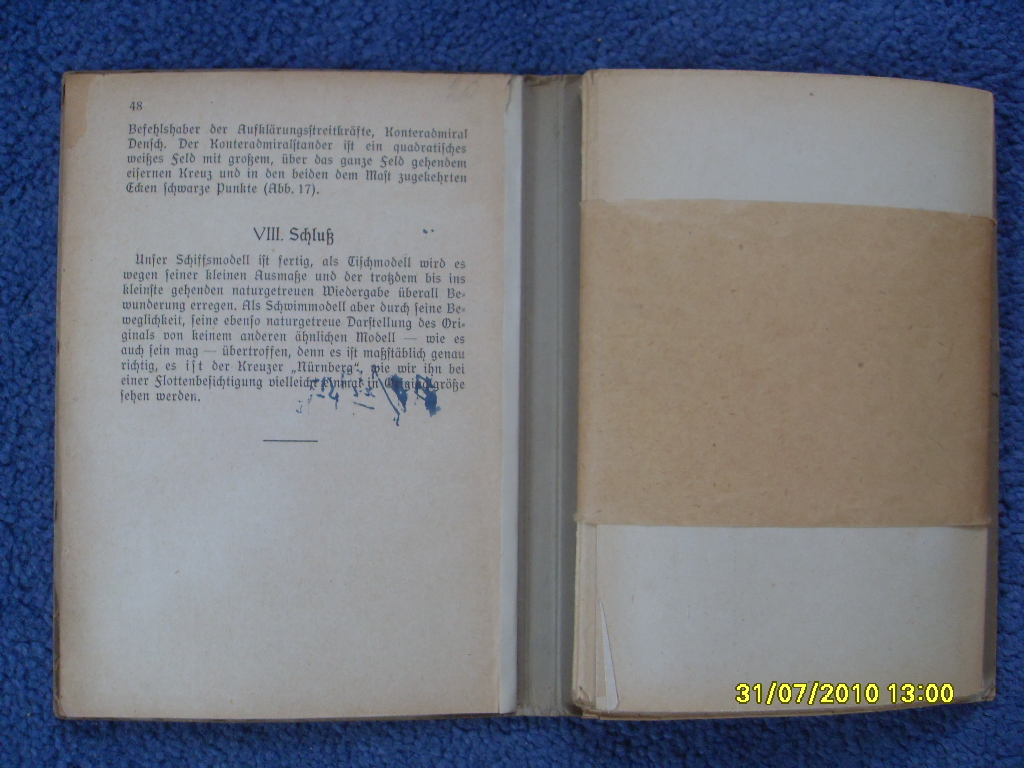 48
Befehlshaber der Aufklärungsstreitkräfte, Konteradmiral
Densch. Der Konteradmiralstander ist ein quadratisches
weißes Feld mit großem, über das ganze Feld gehendem
eisernen Kreuz und in den beiden dem Mast zugekehrten
Ecken schwarze Punkte (Abb. 17).
VIII. Schluß
Unser Schiffsmodell ist fertig, als Tischmodell wird es
wegen seiner kleinen Ausmaße und der trotzdem bis ins
kleinste gehenden naturgetreuen Wiedergabe überall Be-
wunderung erregen. Als Schwimmodell aber durch seine Be-
weglichkeit, seine ebenso naturgetreue Darstellung des Ori-
ginals von keinem anderen ähnlichen Modell — wie es
auch sein mag — übertroffen, denn es ist maßstäblich genau
richtig, es ist der Kreuzer „Nürnberg“, wie wir ihn bei
einer Flottenbesichtigung vielleicht einmal in Originalgröße
sehen werden.
31/07/2010 13:00